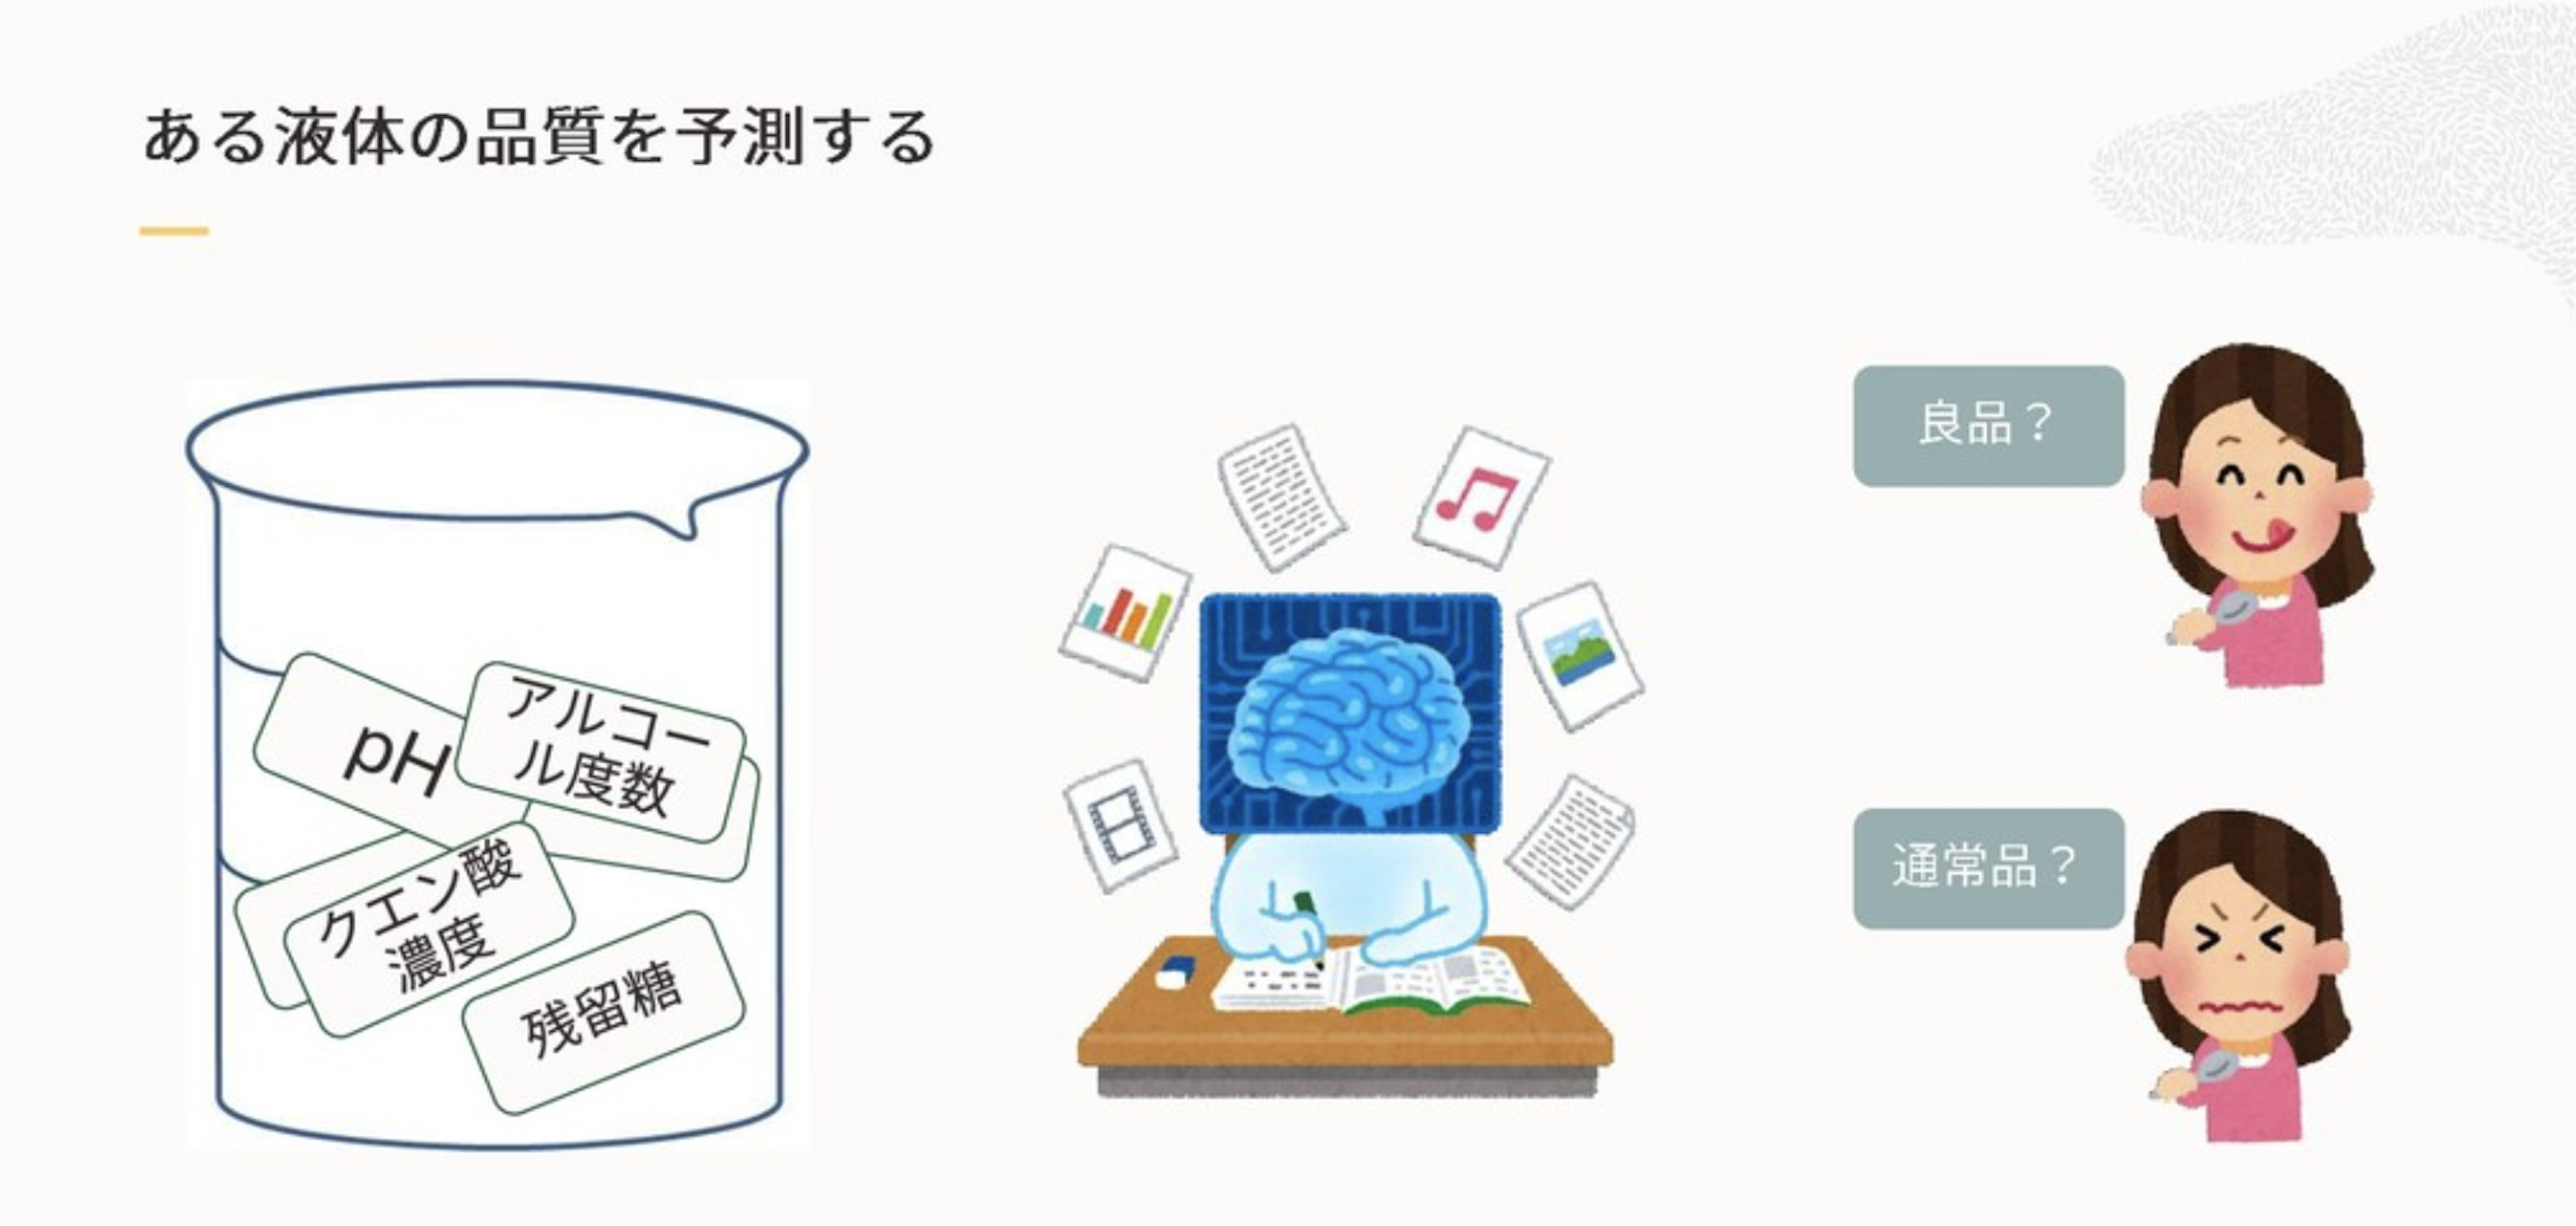 ある液体の品質を予測する
pH
アルコー
ル度数
クエン酸
濃度
残留糖
良品？
通常品？